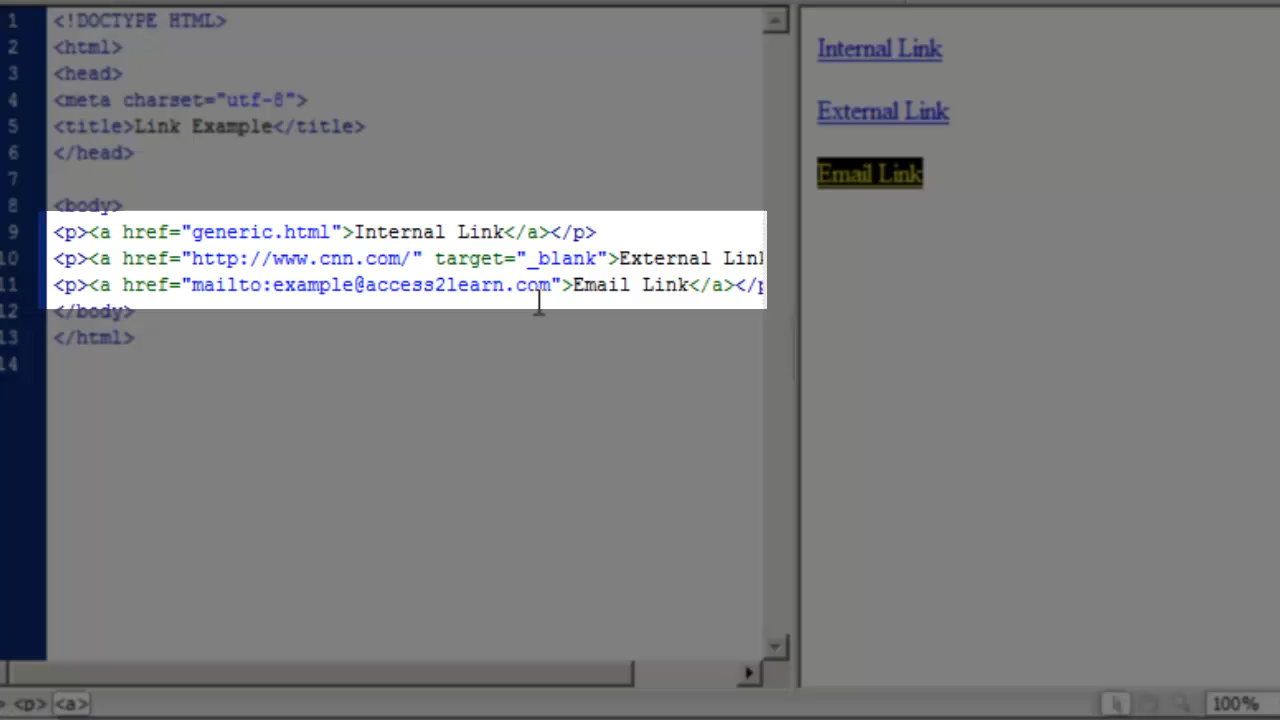 1 <!DOCTYPE HTML>
2 <html>
3 <head>
4 <meta charset="utf-8">
5 <title>Link Example</title>
6 </head>
7
8 <body>
9 <p><a href="generic.html">Internal Link</a></p>
10 <p><a href="http://www.cnn.com/" target="_blank">External Link
11 <p><a href="mailto:example@access2learn.com">Email Link</a></p
12 </body>
13 </html>
14
Internal Link
External Link
Email Link
> <p> <a>
100%